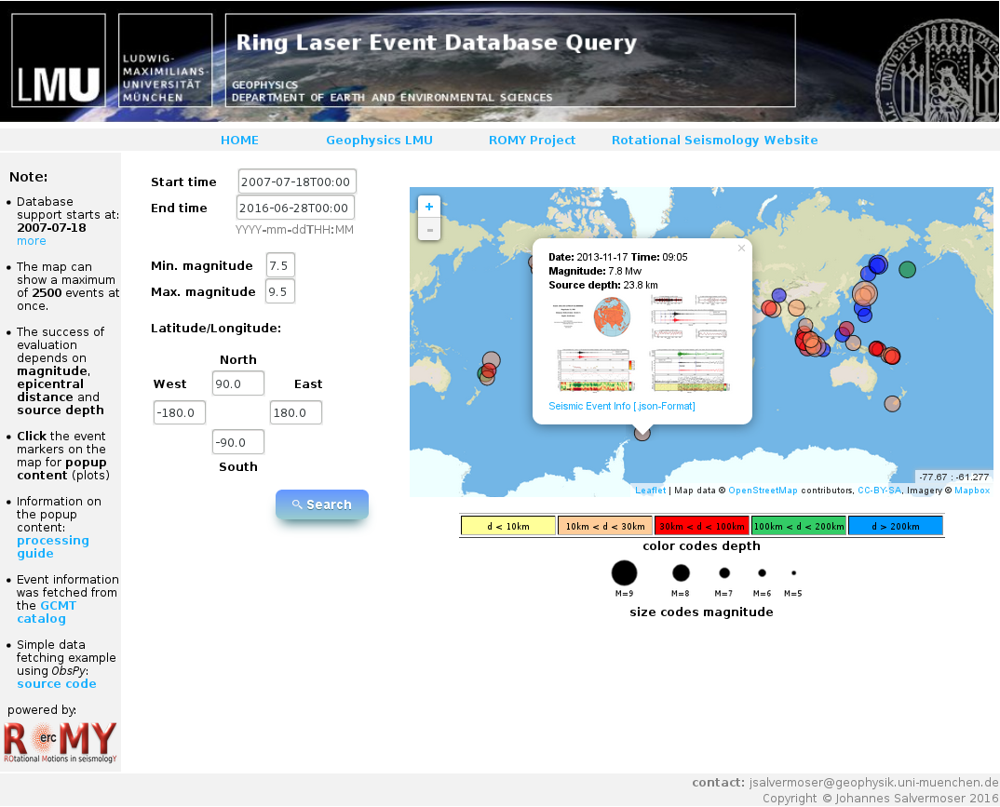 LMU
LUDWIG-
MAXIMILIANS-
UNIVERSITÄT
MÜNCHEN
Ring Laser Event Database Query
GEOPHYSICS
DEPARTMENT OF EARTH AND ENVIRONMENTAL SCIENCES
HOME Geophysics LMU ROMY Project Rotational Seismology Website
Note:
• Database
support starts at:
2007-07-18
more
• The map can
show a maximum
of 2500 events at
once.
• The success of
evaluation
depends on
magnitude,
epicentral
distance and
source depth
• Click the event
markers on the
map for popup
content (plots)
• Information on
the popup
content:
processing
guide
• Event information
was fetched from
the GCMT
catalog
• Simple data
fetching example
using ObsPy:
source code
powered by:
ROMY
erc
ROtational Motions in seismologY
Start time 2007-07-18T00:00
End time 2016-06-28T00:00
YYYY-mm-ddTHH:MM
Min. magnitude 7.5
Max. magnitude 9.5
Latitude/Longitude:
North
West 90.0 East
-180.0 180.0
-90.0
South
Search
+
-
×
Date: 2013-11-17 Time: 09:05
Magnitude: 7.8 Mw
Source depth: 23.8 km
Seismic Event Info [.json-Format]
-77.67 : -61.277
Leaflet | Map data © OpenStreetMap contributors, CC-BY-SA, Imagery © Mapbox
d < 10km 10km < d < 30km 30km < d < 100km 100km < d < 200km d > 200km
color codes depth
M=9 M=8 M=7 M=6 M=5
size codes magnitude
contact: jsalvermoser@geophysik.uni-muenchen.de
Copyright © Johannes Salvermoser 2016